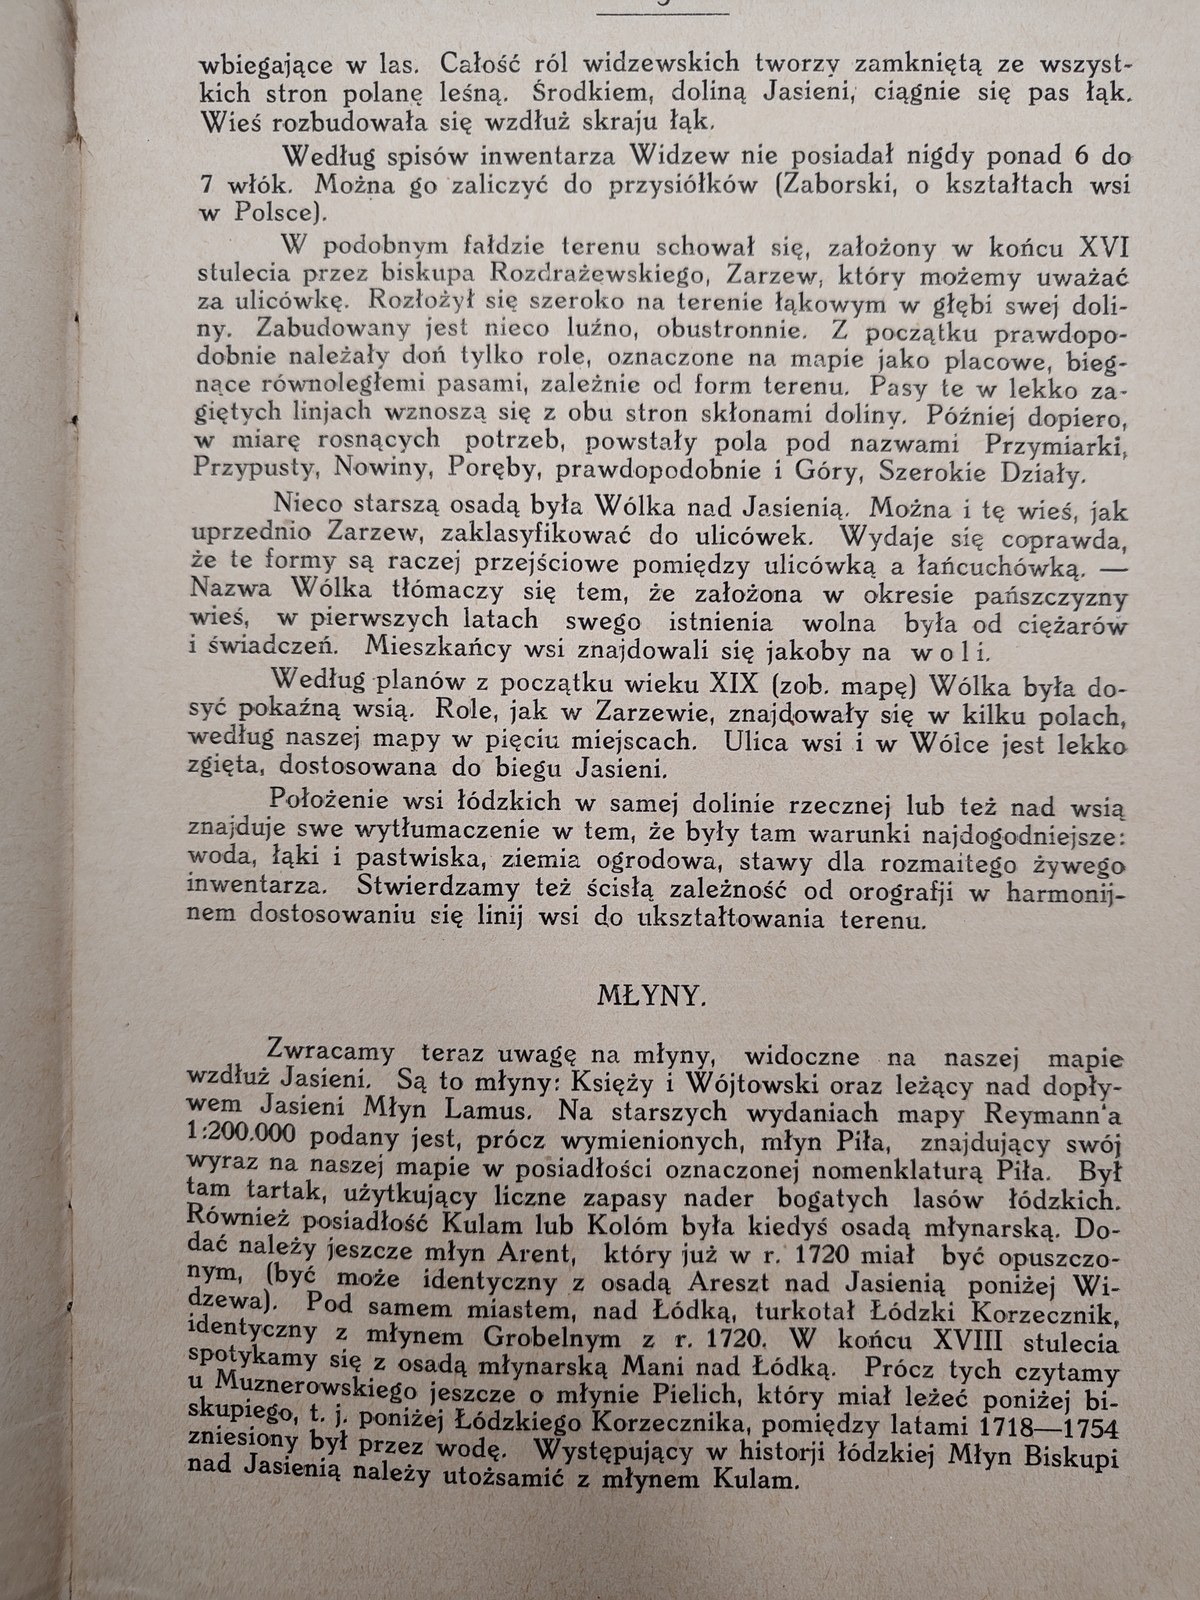 wbiegające w las. Całość ról widzewskich tworzy zamkniętą ze wszyst-
kich stron polanę leśną. Środkiem, doliną Jasieni, ciągnie się pas łąk.
Wieś rozbudowała się wzdłuż skraju łąk.
Według spisów inwentarza Widzew nie posiadał nigdy ponad 6 do
7 włók. Można go zaliczyć do przysiółków (Zaborski, o kształtach wsi
w Polsce).
W podobnym fałdzie terenu schował się, założony w końcu XVI
stulecia przez biskupa Rozdrażewskiego, Zarzew, który możemy uważać
za ulicówkę. Rozłożył się szeroko na terenie łąkowym w głębi swej doli-
ny. Zabudowany jest nieco luźno, obustronnie. Z początku prawdopo-
dobnie należały doń tylko role, oznaczone na mapie jako placowe, bieg-
nące równoległemi pasami, zależnie od form terenu. Pasy te w lekko za-
giętych linjach wznoszą się z obu stron skłonami doliny. Później dopiero,
w miarę rosnących potrzeb, powstały pola pod nazwami Przymiarki,
Przypusty, Nowiny, Poręby, prawdopodobnie i Góry, Szerokie Działy.
Nieco starszą osadą była Wólka nad Jasienią. Można i tę wieś, jak
uprzednio Zarzew, zaklasyfikować do ulicówek. Wydaje się coprawda,
że te formy są raczej przejściowe pomiędzy ulicówką a łańcuchówką. —
Nazwa Wólka tłómaczy się tem, że założona w okresie pańszczyzny
wieś, w pierwszych latach swego istnienia wolna była od ciężarów
i świadczeń. Mieszkańcy wsi znajdowali się jakoby na woli.
Według planów z początku wieku XIX (zob. mapę) Wólka była do-
syć pokaźną wsią. Role, jak w Zarzewie, znajdowały się w kilku polach,
według naszej mapy w pięciu miejscach. Ulica wsi i w Wólce jest lekko
zgięta, dostosowana do biegu Jasieni.
Położenie wsi łódzkich w samej dolinie rzecznej lub też nad wsią
znajduje swe wytłumaczenie w tem, że były tam warunki najdogodniejsze:
woda, łąki i pastwiska, ziemia ogrodowa, stawy dla rozmaitego żywego
inwentarza. Stwierdzamy też ścisłą zależność od orografji w harmonij-
nem dostosowaniu się linij wsi do ukształtowania terenu.
MŁYNY.
Zwracamy teraz uwagę na młyny, widoczne na naszej mapie
wzdłuż Jasieni. Są to młyny: Księży i Wójtowski oraz leżący nad dopły-
wem Jasieni Młyn Lamus. Na starszych wydaniach mapy Reymann'a
1:200.000 podany jest, prócz wymienionych, młyn Piła, znajdujący swój
wyraz na naszej mapie w posiadłości oznaczonej nomenklaturą Piła. Był
tam tartak, użytkujący liczne zapasy nader bogatych lasów łódzkich.
Również posiadłość Kulam lub Kolóm była kiedyś osadą młynarską. Do-
dać należy jeszcze młyn Arent, który już w r. 1720 miał być opuszczo-
nym, (być może identyczny z osadą Areszt nad Jasienią poniżej Wi-
dzewa). Pod samem miastem, nad Łódką, turkotał Łódzki Korzecznik,
identyczny z młynem Grobelnym z r. 1720. W końcu XVIII stulecia
spotykamy się z osadą młynarską Mani nad Łódką. Prócz tych czytamy
u Muznerowskiego jeszcze o młynie Pielich, który miał leżeć poniżej bi-
skupiego, t. j. poniżej Łódzkiego Korzecznika, pomiędzy latami 1718—1754
zniesiony był przez wodę. Występujący w historji łódzkiej Młyn Biskupi
nad Jasienią należy utożsamić z młynem Kulam.